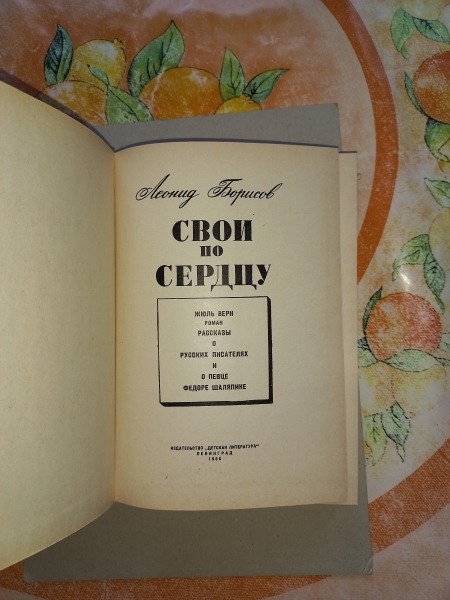 Леонид Борисов
СВОИ
ПО
СЕРДЦУ
ЖЮЛЬ ВЕРН
РОМАН
РАССКАЗЫ
О
РУССКИХ ПИСАТЕЛЯХ
И
О ПЕВЦЕ
ФЕДОРЕ ШАЛЯПИНЕ
ИЗДАТЕЛЬСТВО „ДЕТСКАЯ ЛИТЕРАТУРА"
ЛЕНИНГРАД